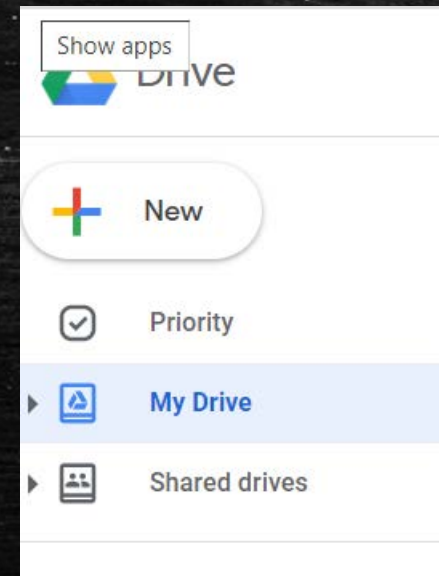 Show apps
Drive
New
Priority
My Drive
Shared drives